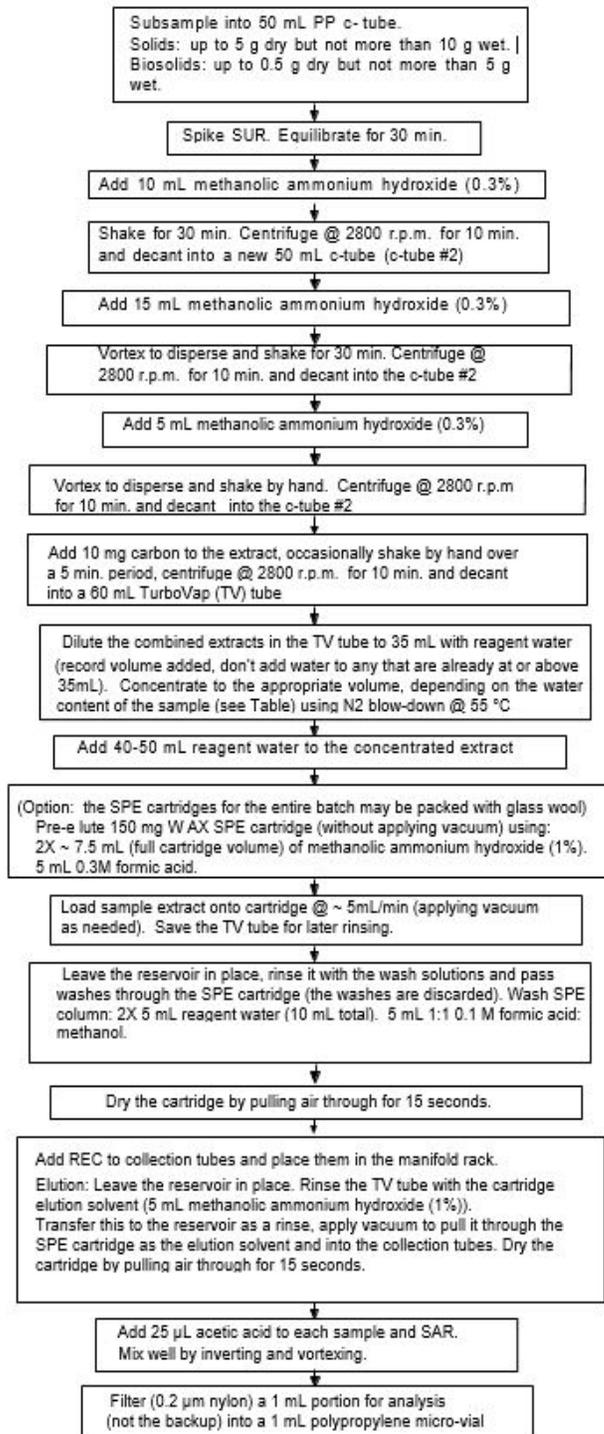 Subsample into 50 mL PP c- tube.
Solids: up to 5 g dry but not more than 10 g wet. |
Biosolids: up to 0.5 g dry but not more than 5 g
wet.
Spike SUR. Equilibrate for 30 min.
Add 10 mL methanolic ammonium hydroxide (0.3%)
Shake for 30 min. Centrifuge @ 2800 r.p.m. for 10 min.
and decant into a new 50 mL c-tube (c-tube #2)
Add 15 mL methanolic ammonium hydroxide (0.3%)
Vortex to disperse and shake for 30 min. Centrifuge @
2800 r.p.m. for 10 min. and decant into the c-tube #2
Add 5 mL methanolic ammonium hydroxide (0.3%)
Vortex to disperse and shake by hand. Centrifuge @ 2800 r.p.m
for 10 min. and decant into the c-tube #2
Add 10 mg carbon to the extract, occasionally shake by hand over
a 5 min. period, centrifuge @ 2800 r.p.m. for 10 min. and decant
into a 60 mL TurboVap (TV) tube
Dilute the combined extracts in the TV tube to 35 mL with reagent water
(record volume added, don't add water to any that are already at or above
35mL). Concentrate to the appropriate volume, depending on the water
content of the sample (see Table) using N2 blow-down @ 55 °C
Add 40-50 mL reagent water to the concentrated extract
(Option: the SPE cartridges for the entire batch may be packed with glass wool)
Pre-e lute 150 mg W AX SPE cartridge (without applying vacuum) using:
2X ~ 7.5 mL (full cartridge volume) of methanolic ammonium hydroxide (1%).
5 mL 0.3M formic acid.
Load sample extract onto cartridge @ ~ 5mL/min (applying vacuum
as needed). Save the TV tube for later rinsing.
Leave the reservoir in place, rinse it with the wash solutions and pass
washes through the SPE cartridge (the washes are discarded). Wash SPE
column: 2X 5 mL reagent water (10 mL total). 5 mL 1:1 0.1 M formic acid:
methanol.
Dry the cartridge by pulling air through for 15 seconds.
Add REC to collection tubes and place them in the manifold rack.
Elution: Leave the reservoir in place. Rinse the TV tube with the cartridge
elution solvent (5 mL methanolic ammonium hydroxide (1%)).
Transfer this to the reservoir as a rinse, apply vacuum to pull it through the
SPE cartridge as the elution solvent and into the collection tubes. Dry the
cartridge by pulling air through for 15 seconds.
Add 25 µL acetic acid to each sample and SAR.
Mix well by inverting and vortexing.
Filter (0.2 µm nylon) a 1 mL portion for analysis
(not the backup) into a 1 mL polypropylene micro-vial